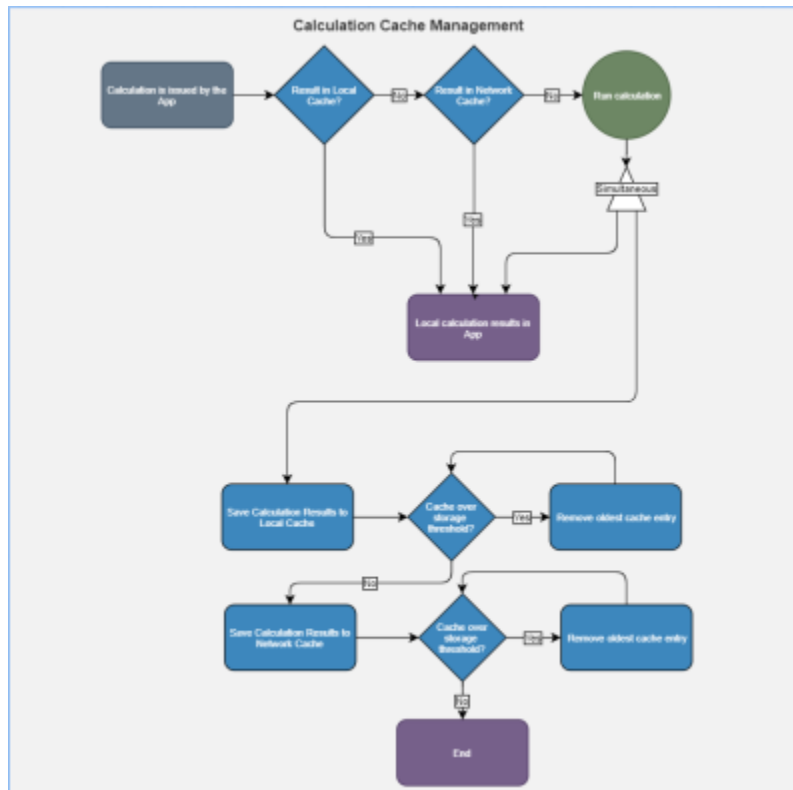 Calculation Cache Management
Calculation is issued by the
App
Result in Local
Cache?
No
Result in Network
Cache?
No
Run calculation
Simultaneous
Yes
Yes
Local calculation results in
App
Save Calculation Results to
Local Cache
Cache over
storage
threshold?
Yes
Remove oldest cache entry
No
Save Calculation Results to
Network Cache
Cache over
storage
threshold?
Yes
Remove oldest cache entry
No
End